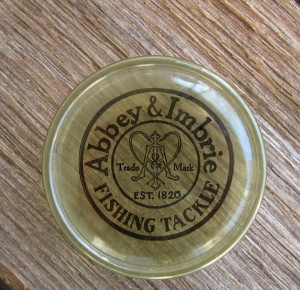 Abbey & Imbrie
Trade Mark
EST. 1820
FISHING TACKLE